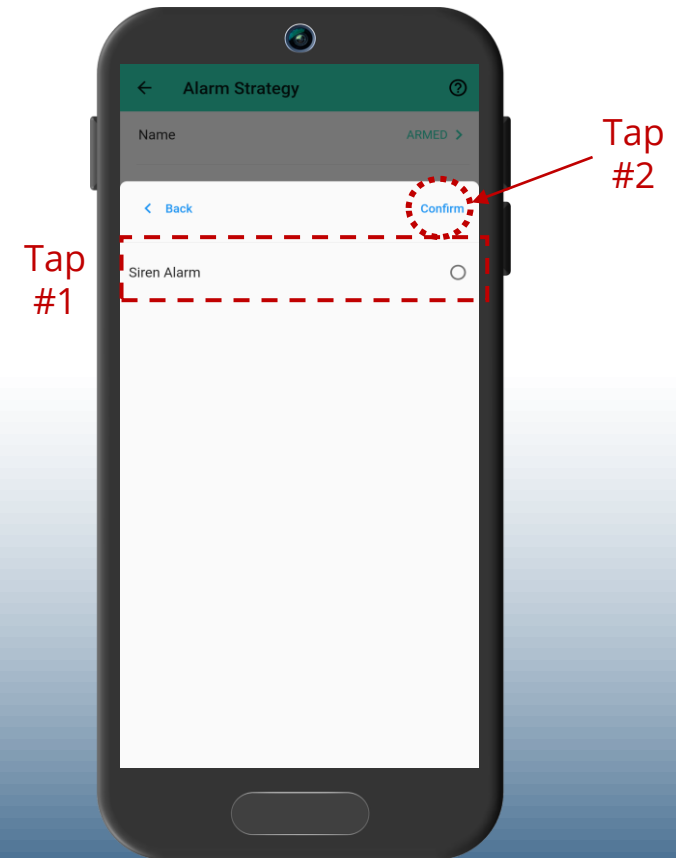 Alarm Strategy
Name
ARMED
Tap
#2
Back
Confirm
Tap
#1
Siren Alarm